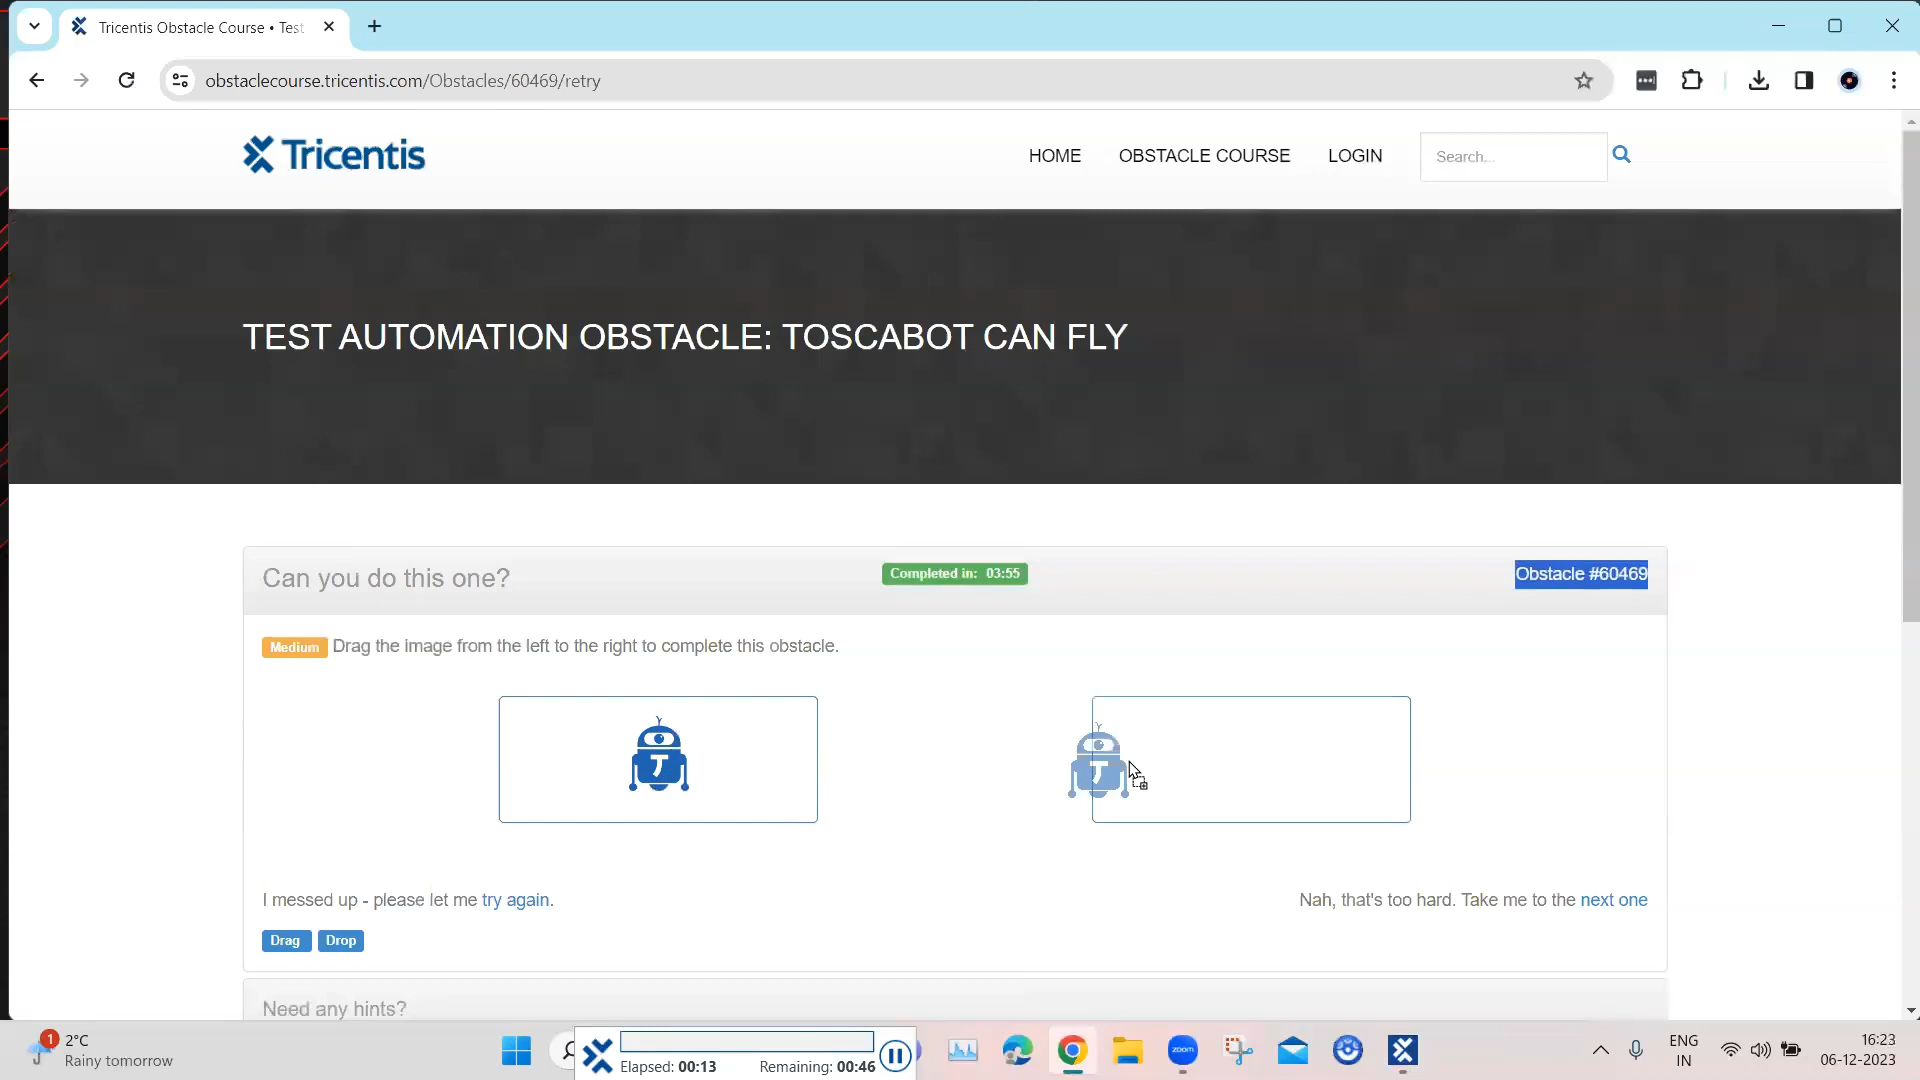 Tricentis Obstacle Course • Test
obstaclecourse.tricentis.com/Obstacles/60469/retry
Tricentis
HOME OBSTACLE COURSE LOGIN Search...
TEST AUTOMATION OBSTACLE: TOSCABOT CAN FLY
Can you do this one? Completed in: 03:55 Obstacle #60469
Medium Drag the image from the left to the right to complete this obstacle.
T T
I messed up - please let me try again. Nah, that's too hard. Take me to the next one
Drag Drop
Need any hints?
1 2°C
Rainy tomorrow
Elapsed: 00:13 Remaining: 00:46
zoom
ENG
IN
16:23
06-12-2023